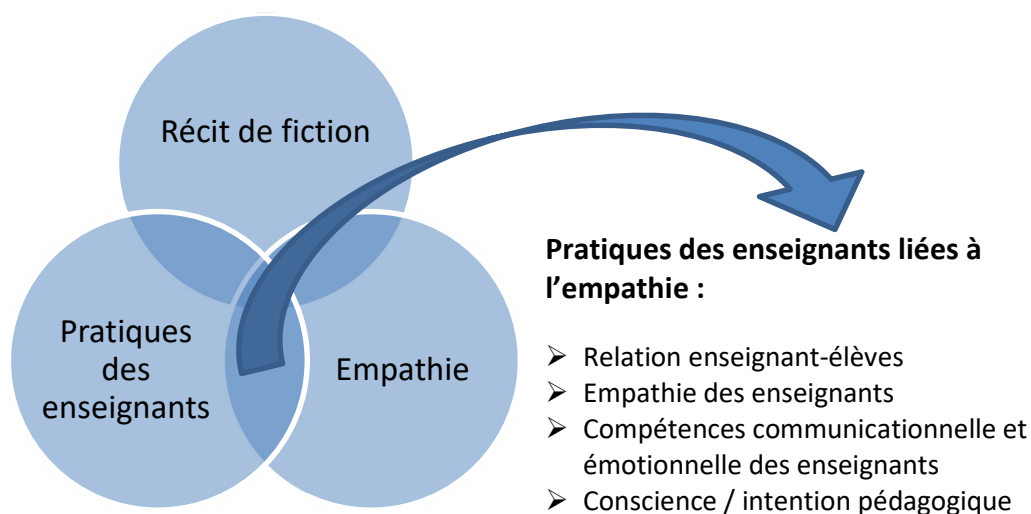 Récit de fiction
Pratiques
des
enseignants
Empathie
Pratiques des enseignants liées à
l’empathie :
➢ Relation enseignant-élèves
➢ Empathie des enseignants
➢ Compétences communicationnelle et
émotionnelle des enseignants
➢ Conscience / intention pédagogique